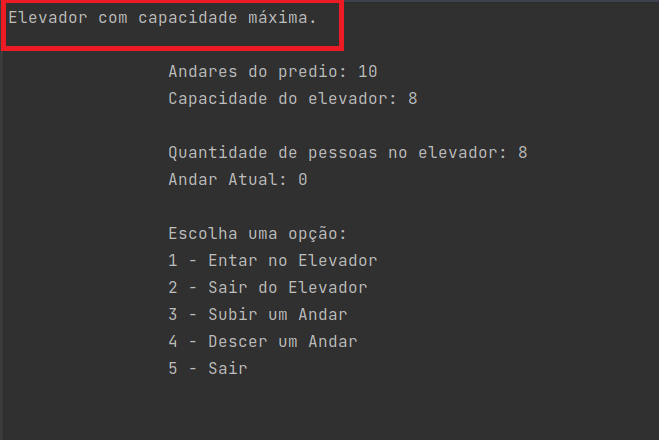 Elevador com capacidade máxima.
Andares do predio: 10
Capacidade do elevador: 8
Quantidade de pessoas no elevador: 8
Andar Atual: 0
Escolha uma opção:
1 - Entar no Elevador
2 - Sair do Elevador
3 - Subir um Andar
4 - Descer um Andar
5 - Sair